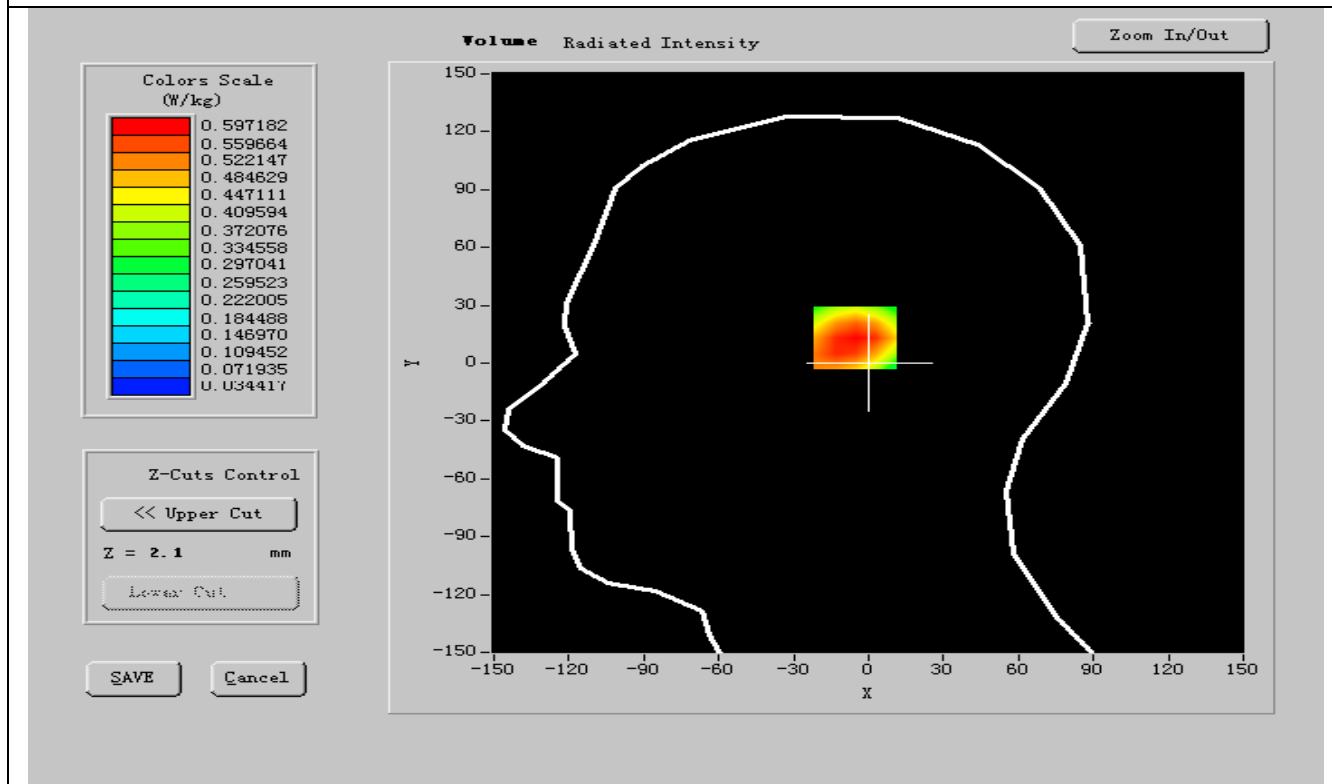 Volume Radiated Intensity
Zoom In/Out
Colors Scale
(W/kg)
0.597182
0.559664
0.522147
0.484629
0.447111
0.409594
0.372076
0.334558
0.297041
0.259523
0.222005
0.184488
0.146970
0.109452
0.071935
0.034417
Z-Cuts Control
<< Upper Cut
Z = 2.1 mm
Lower Cut
SAVE
Cancel
150
120
90
60
30
0
-30
-60
-90
-120
-150
Y
-150 -120 -90 -60 -30 0 30 60 90 120 150
X